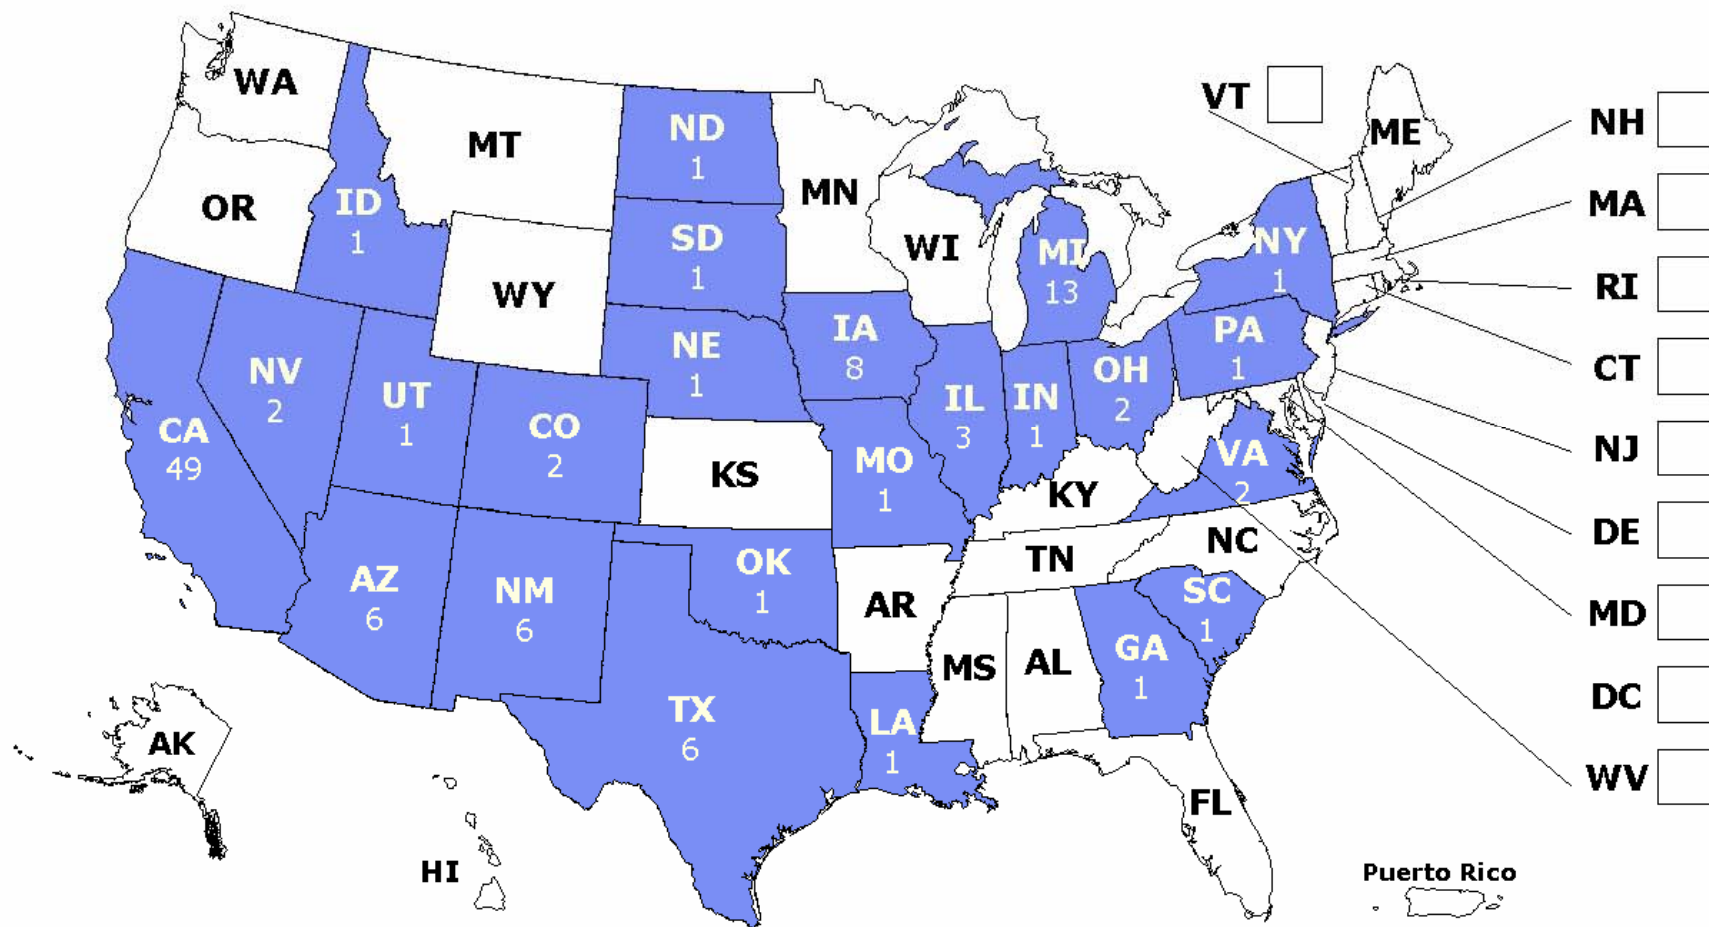 WA
MT
ND
1
MN
VT
ME
NH
OR
ID
1
SD
1
WI
MI
13
NY
1
MA
WY
NE
1
IA
8
PA
1
RI
NV
2
UT
1
CO
2
IL
3
IN
1
OH
2
CT
CA
49
KS
MO
1
KY
VA
2
NJ
AZ
6
NM
6
OK
1
AR
TN
NC
DE
SC
1
MD
TX
6
LA
1
MS
AL
GA
1
DC
AK
FL
WV
HI
Puerto Rico